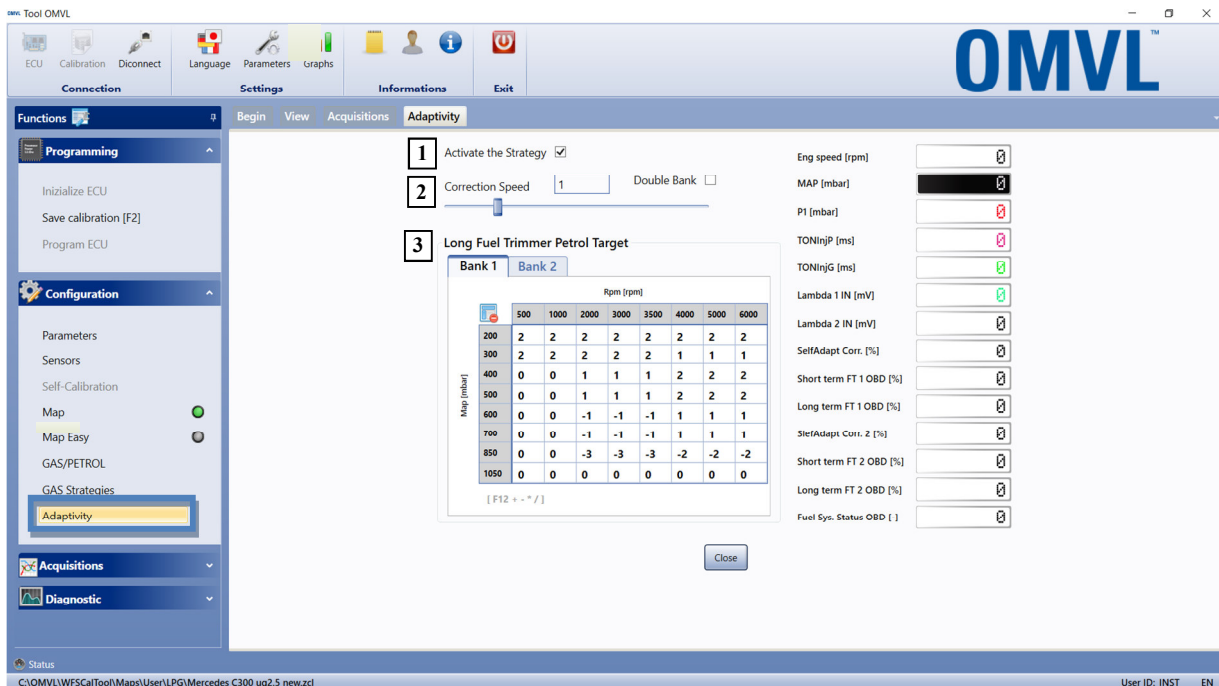 OMVL Tool OMVL
ECU Calibration Diconnect Language Parameters Graphs
Connection Settings Informations Exit
OMVL™
Functions
Begin View Acquisitions Adaptivity
Programming
Inizialize ECU
Save calibration [F2]
Program ECU
Configuration
Parameters
Sensors
Self-Calibration
Map
Map Easy
GAS/PETROL
GAS Strategies
Adaptivity
Acquisitions
Diagnostic
1 Activate the Strategy
2 Correction Speed 1 Double Bank
3 Long Fuel Trimmer Petrol Target
Bank 1 Bank 2
Rpm [rpm]
500 1000 2000 3000 3500 4000 5000 6000
Map [mbar]
200 2 2 2 2 2 2 2 2
300 2 2 2 2 2 1 1 1
400 0 0 1 1 1 2 2 2
500 0 0 1 1 1 2 2 2
600 0 0 -1 -1 -1 1 1 1
700 0 0 -1 -1 -1 1 1 1
850 0 0 -3 -3 -3 -2 -2 -2
1050 0 0 0 0 0 0 0 0
[ F12 + - * / ]
Close
Eng speed [rpm] 0
MAP [mbar] 0
P1 [mbar] 0
TONInjP [ms] 0
TONInjG [ms] 0
Lambda 1 IN [mV] 0
Lambda 2 IN [mV] 0
SelfAdapt Corr. [%] 0
Short term FT 1 OBD [%] 0
Long term FT 1 OBD [%] 0
SlefAdapt Corr. 2 [%] 0
Short term FT 2 OBD [%] 0
Long term FT 2 OBD [%] 0
Fuel Sys. Status OBD [-] 0
Status
C:\OMVL\WFSCalTool\Maps\User\LPG\Mercedes C300 ug2.5 new.zcl User ID: INST EN